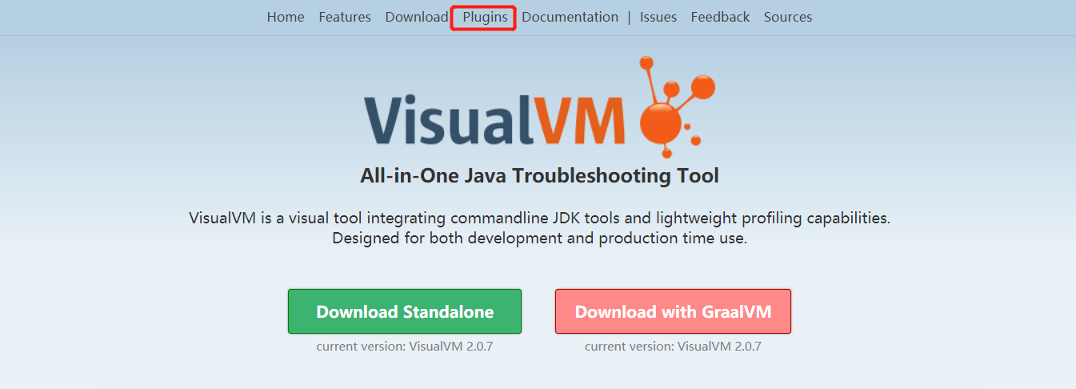 Home Features Download Plugins Documentation | Issues Feedback Sources
VisualVM
All-in-One Java Troubleshooting Tool
VisualVM is a visual tool integrating commandline JDK tools and lightweight profiling capabilities.
Designed for both development and production time use.
Download Standalone Download with GraalVM
current version: VisualVM 2.0.7 current version: VisualVM 2.0.7